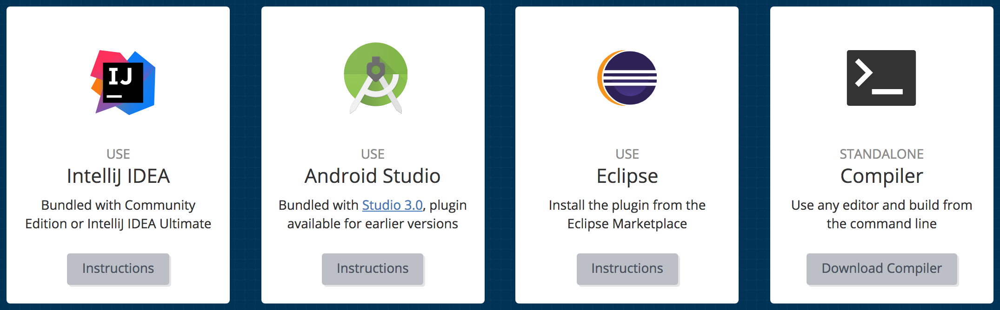 IJ
USE
IntelliJ IDEA
Bundled with Community
Edition or IntelliJ IDEA Ultimate
Instructions
USE
Android Studio
Bundled with Studio 3.0, plugin
available for earlier versions
Instructions
USE
Eclipse
Install the plugin from the
Eclipse Marketplace
Instructions
STANDALONE
Compiler
Use any editor and build from
the command line
Download Compiler